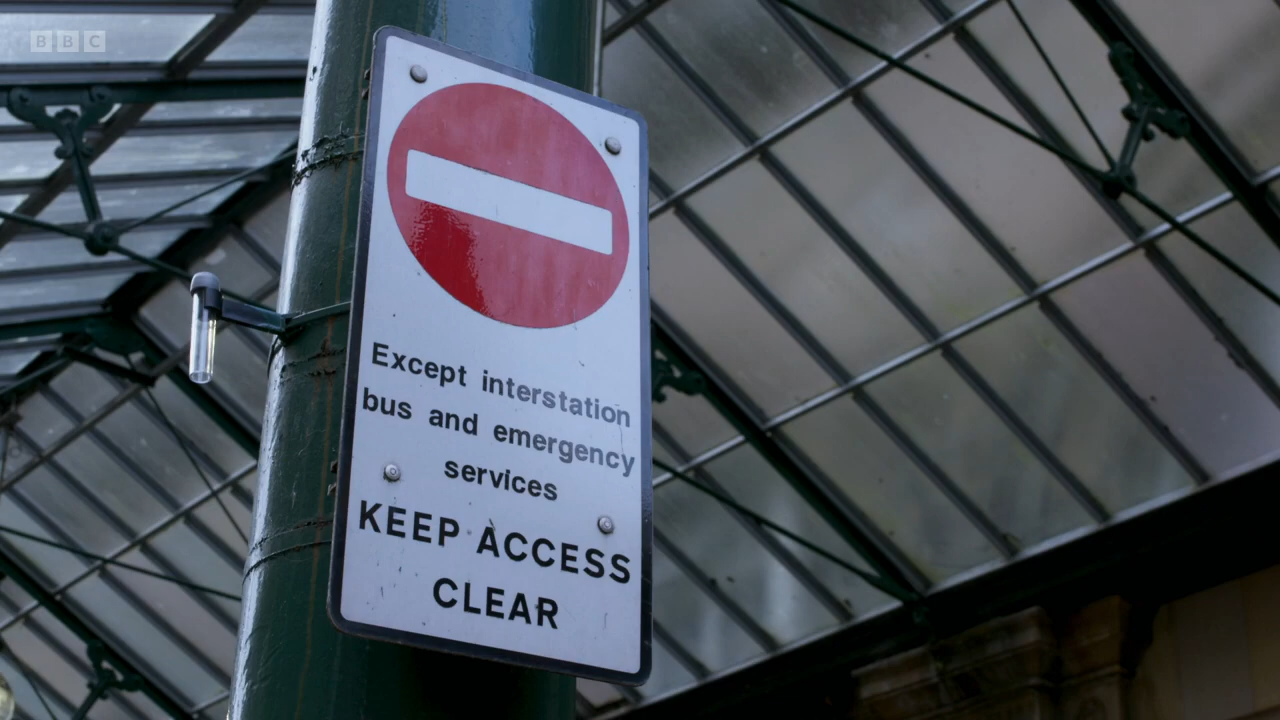 BBC
Except interstation
bus and emergency
services
KEEP ACCESS
CLEAR